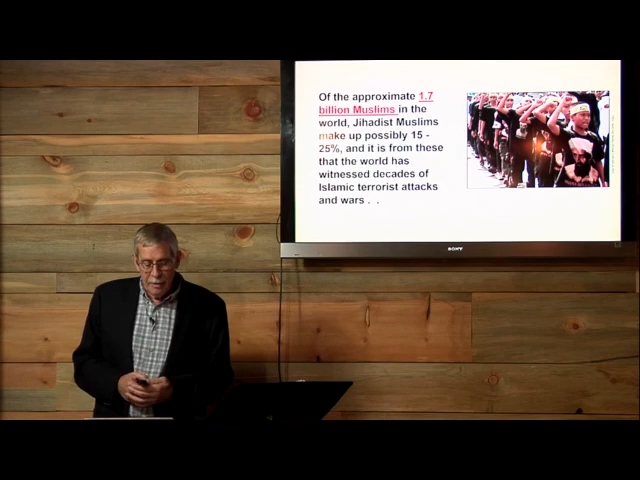 Of the approximate 1.7
billion Muslims in the
world, Jihadist Muslims
make up possibly 15 -
25%, and it is from these
that the world has
witnessed decades of
Islamic terrorist attacks
and wars . .
SONY